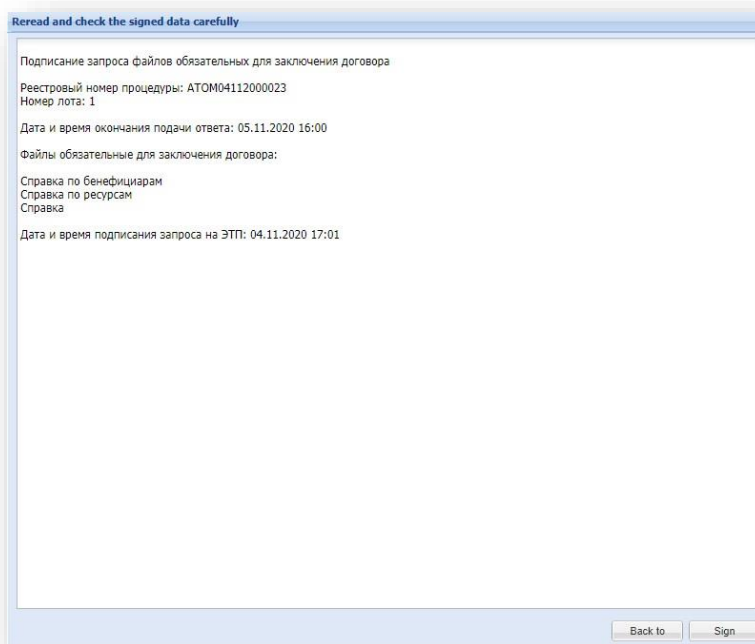 Reread and check the signed data carefully
Подписание запроса файлов обязательных для заключения договора
Реестровый номер процедуры: АТОМ04112000023
Номер лота: 1
Дата и время окончания подачи ответа: 05.11.2020 16:00
Файлы обязательные для заключения договора:
Справка по бенефициарам
Справка по ресурсам
Справка
Дата и время подписания запроса на ЭТП: 04.11.2020 17:01
Back to
Sign